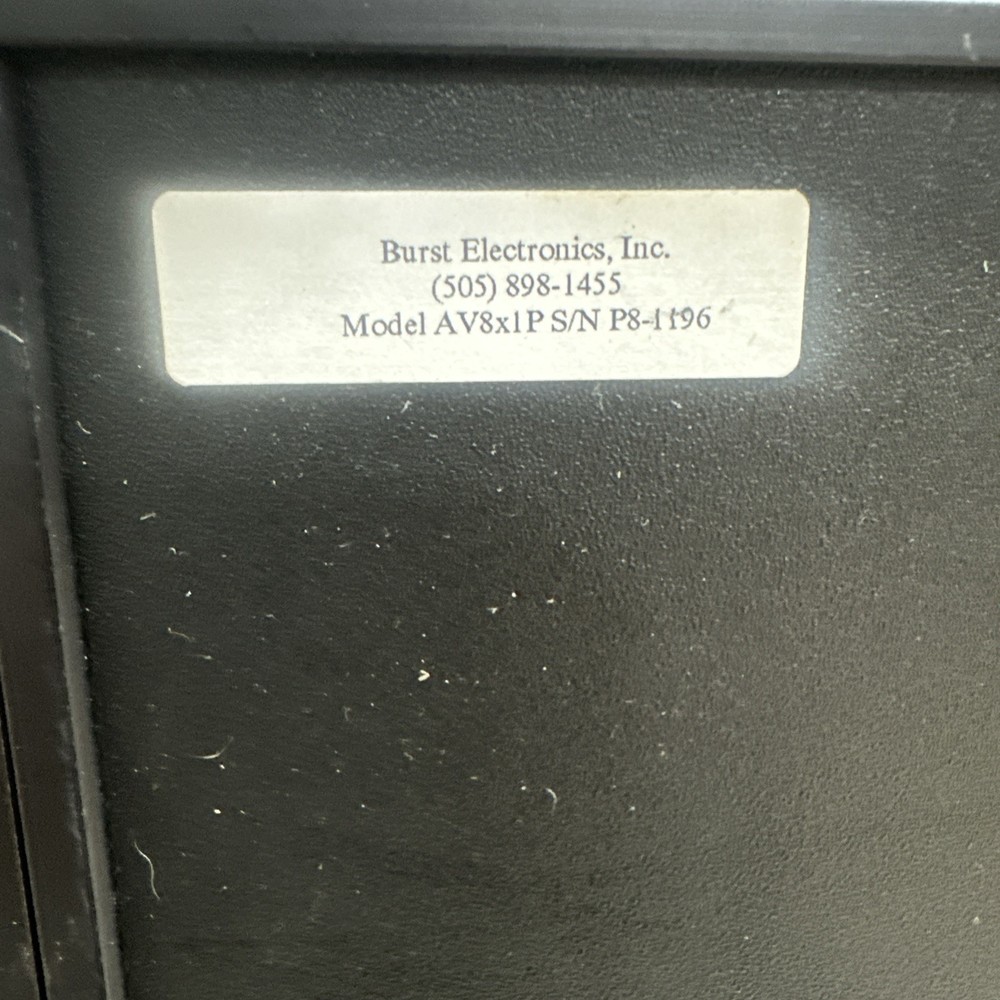 Burst Electronics, Inc.
(505) 898-1455
Model AV8x1P S/N P8-1196